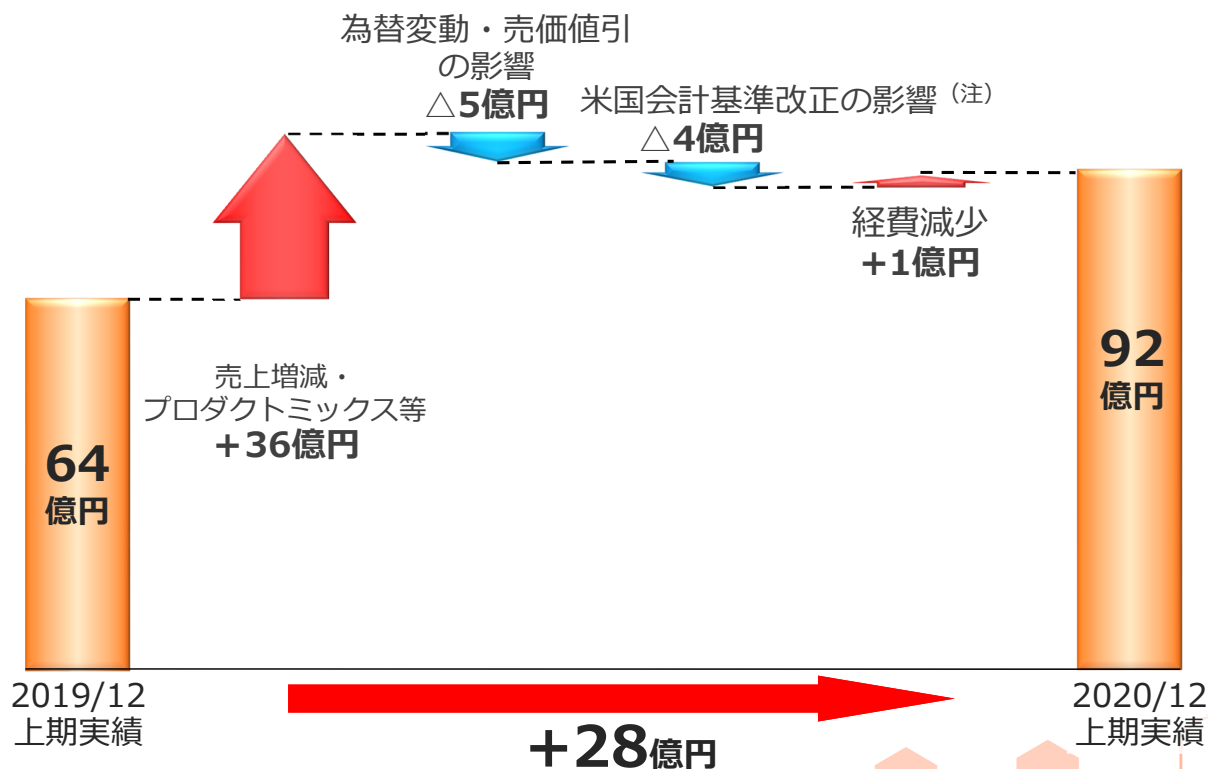 為替変動・売価値引
の影響
△5億円
米国会計基準改正の影響（注）
△4億円
経費減少
+1億円
売上増減・
プロダクトミックス等
+36億円
64
億円
92
億円
2019/12
上期実績
2020/12
上期実績
+28億円